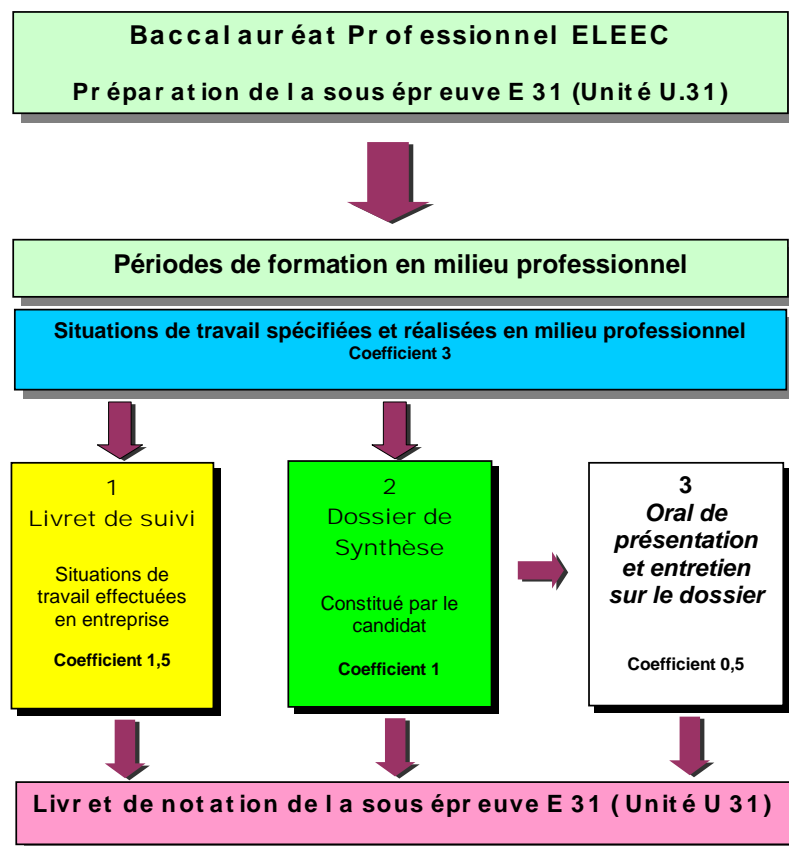 Baccalauréat Professionnel ELEEC
Préparation de la sous épreuve E 31 (Unité U.31)
Périodes de formation en milieu professionnel
Situations de travail spécifiées et réalisées en milieu professionnel
Coefficient 3
1
Livret de suivi
Situations de
travail effectuées
en entreprise
Coefficient 1,5
2
Dossier de
Synthèse
Constitué par le
candidat
Coefficient 1
3
Oral de
présentation
et entretien
sur le dossier
Coefficient 0,5
Livret de notation de la sous épreuve E 31 (Unité U 31)